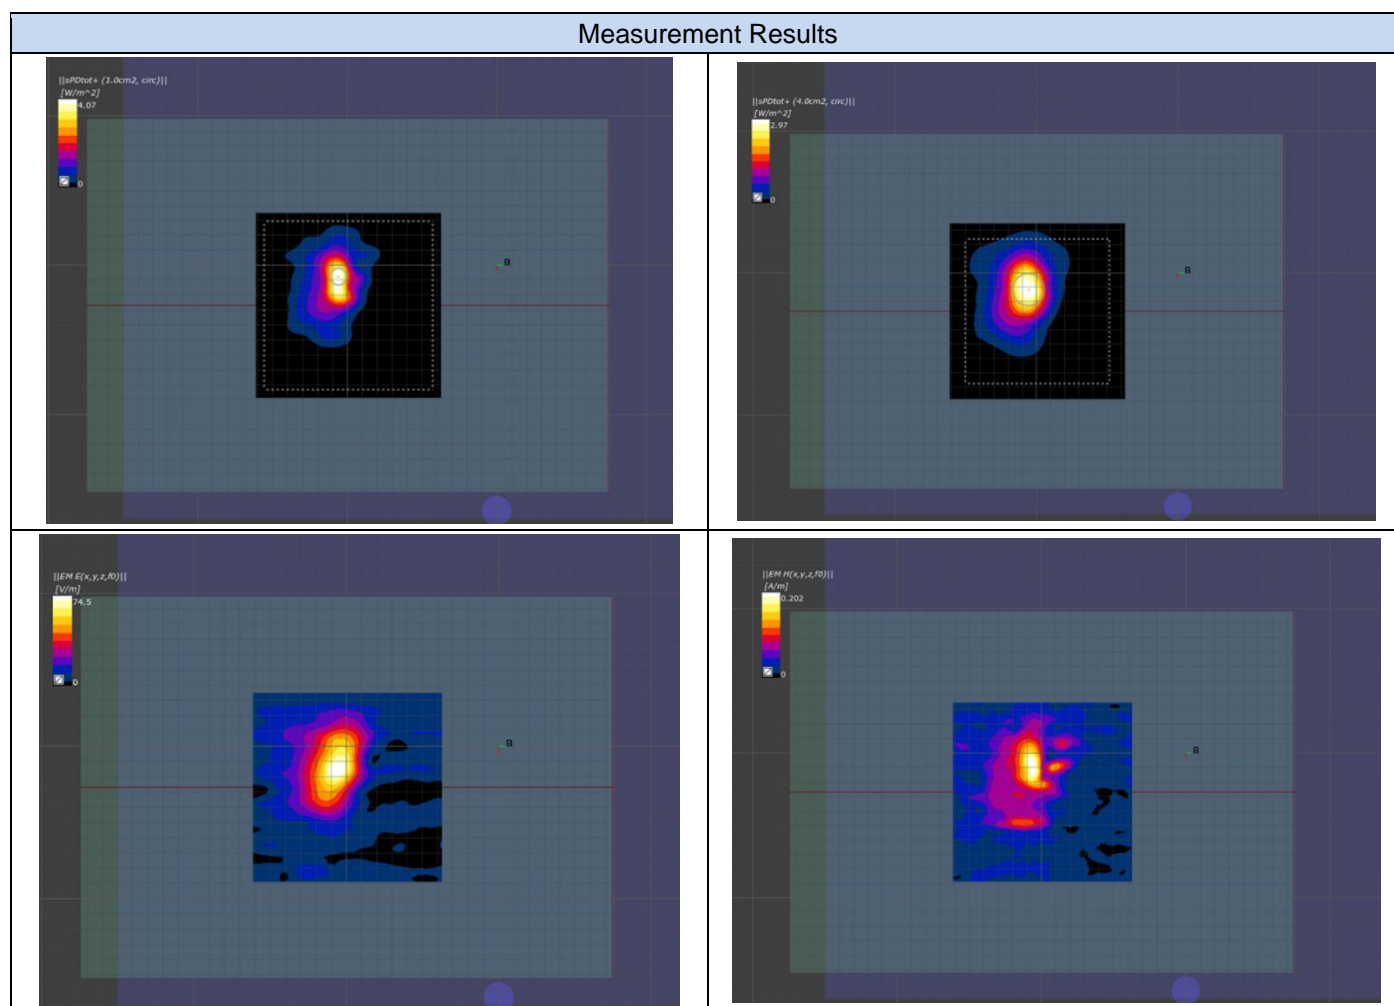 Measurement Results
||sPDtot+ (1.0cm2, circ)||
[W/m^2]
4.07
0
||sPDtot+ (4.0cm2, circ)||
[W/m^2]
2.97
0
||EM E(x,y,z,f0)||
[V/m]
74.5
0
||EM H(x,y,z,f0)||
[A/m]
0.202
0